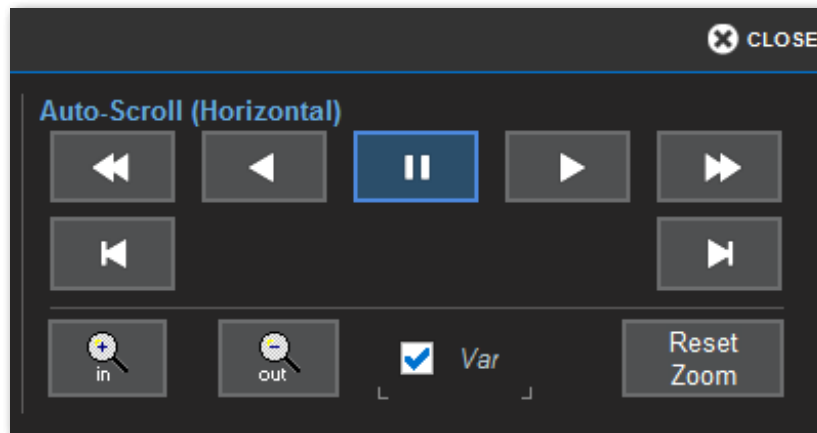 CLOSE
Auto-Scroll (Horizontal)
in
out
Var
Reset
Zoom